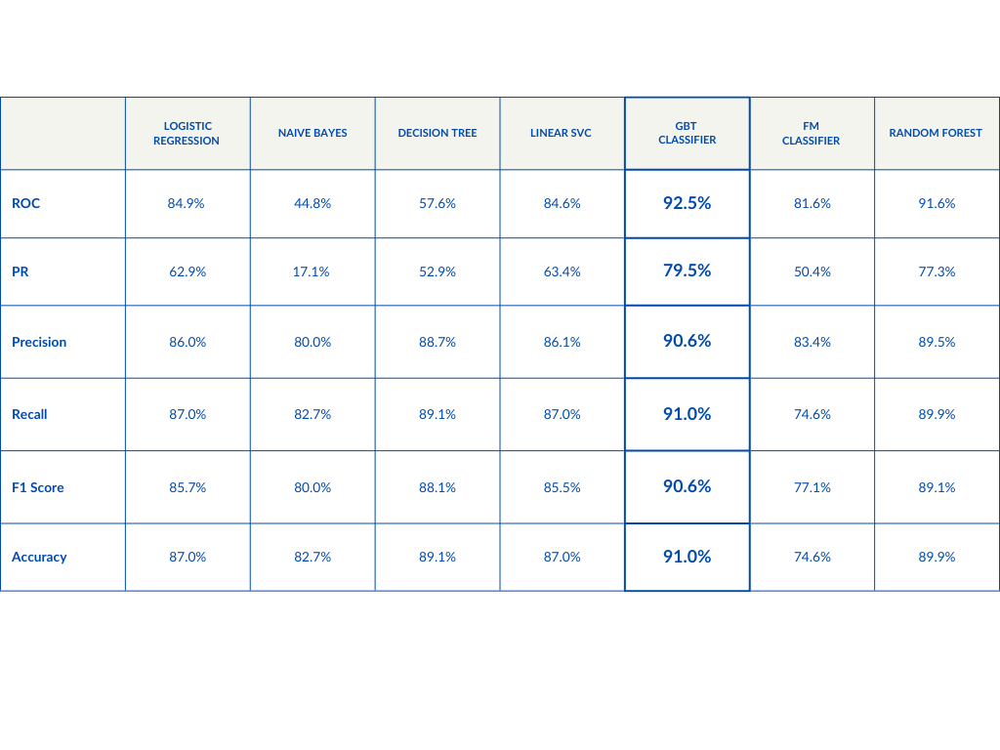 LOGISTIC REGRESSION NAIVE BAYES DECISION TREE LINEAR SVC GBT CLASSIFIER FM CLASSIFIER RANDOM FOREST
ROC 84.9% 44.8% 57.6% 84.6% 92.5% 81.6% 91.6%
PR 62.9% 17.1% 52.9% 63.4% 79.5% 50.4% 77.3%
Precision 86.0% 80.0% 88.7% 86.1% 90.6% 83.4% 89.5%
Recall 87.0% 82.7% 89.1% 87.0% 91.0% 74.6% 89.9%
F1 Score 85.7% 80.0% 88.1% 85.5% 90.6% 77.1% 89.1%
Accuracy 87.0% 82.7% 89.1% 87.0% 91.0% 74.6% 89.9%